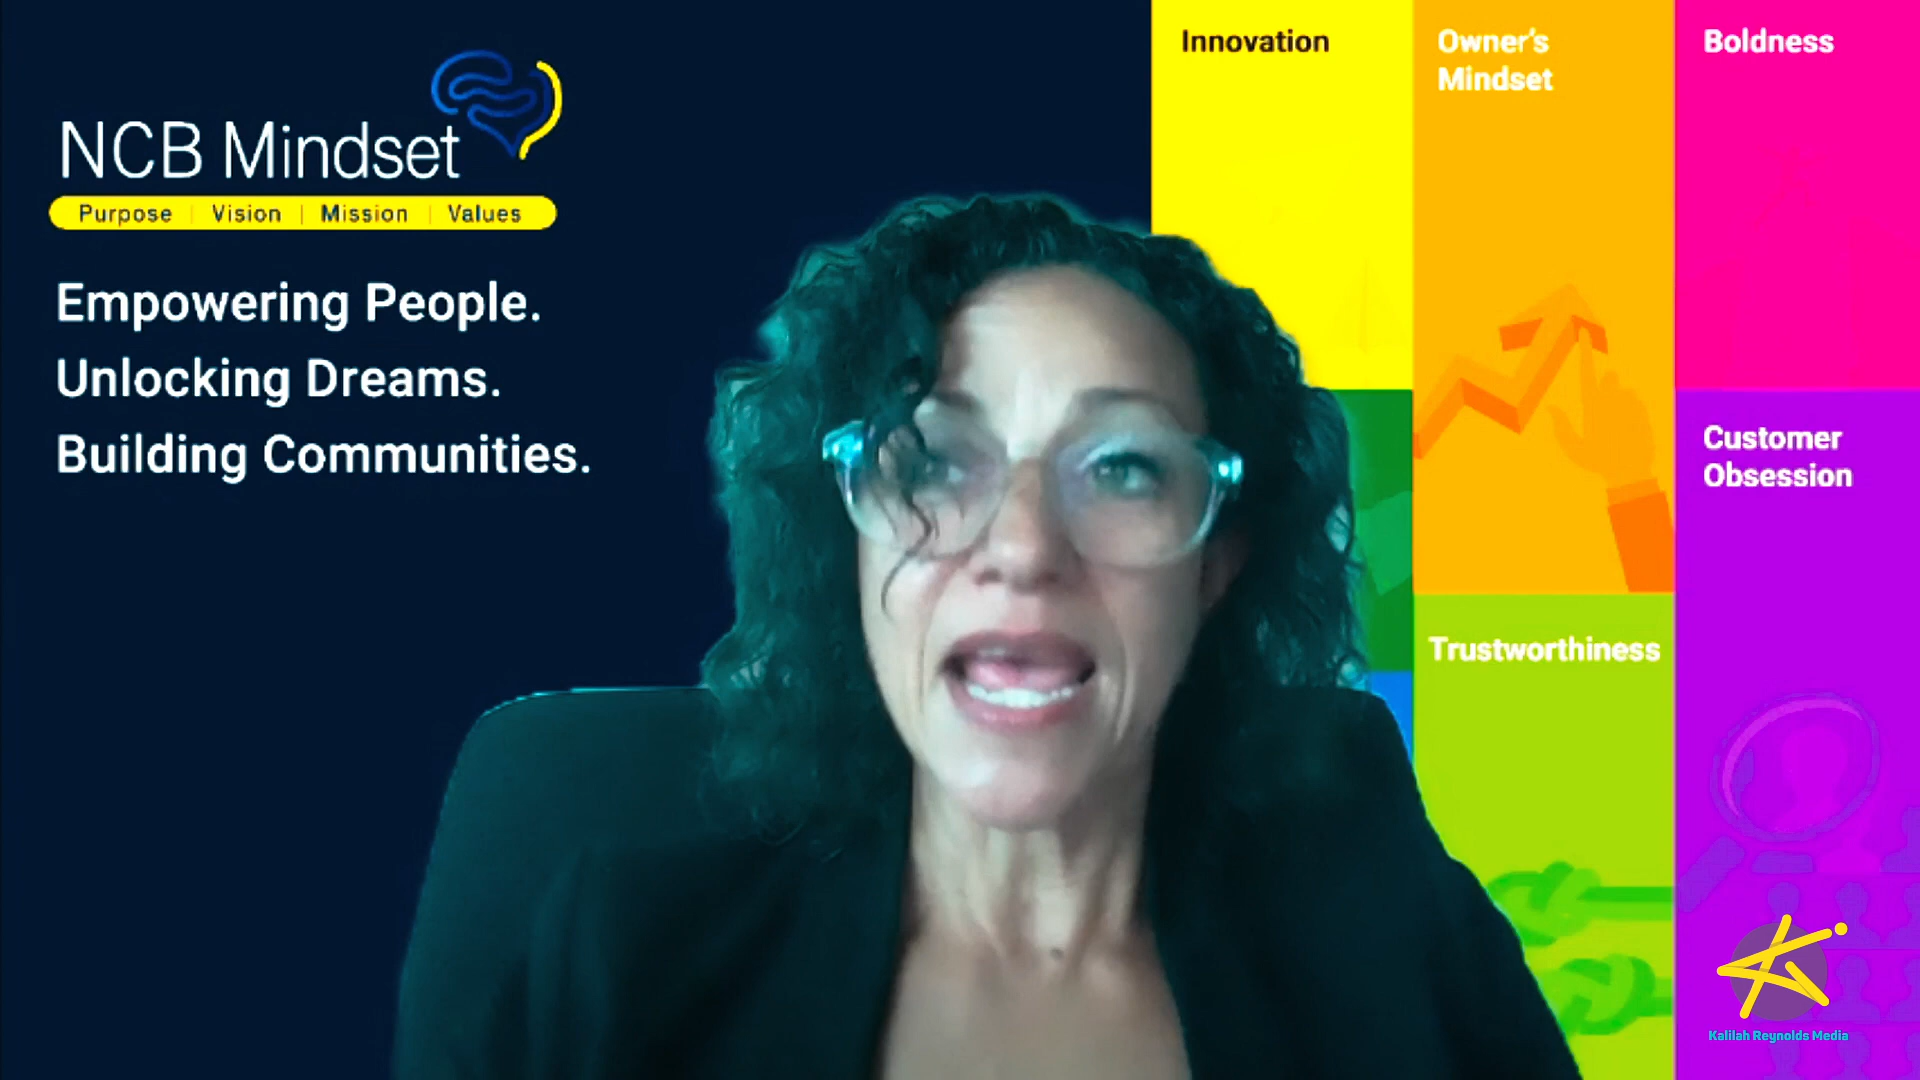 NCB Mindset
Purpose | Vision | Mission | Values
Empowering People.
Unlocking Dreams.
Building Communities.
Innovation
Owner's
Mindset
Boldness
Customer
Obsession
Trustworthiness
Kalilah Reynolds Media